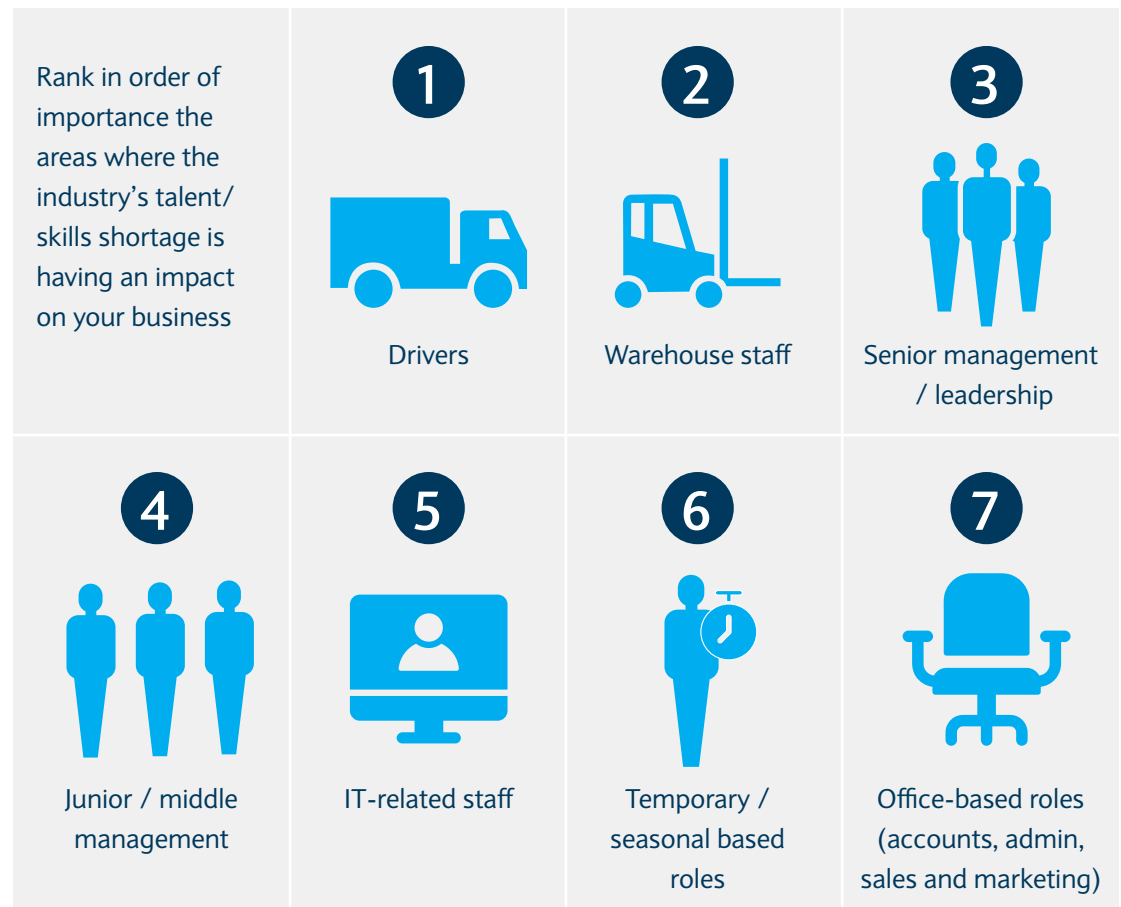 Rank in order of
importance the
areas where the
industry’s talent/
skills shortage is
having an impact
on your business
1
Drivers
2
Warehouse staff
3
Senior management
/ leadership
4
Junior / middle
management
5
IT-related staff
6
Temporary /
seasonal based
roles
7
Office-based roles
(accounts, admin,
sales and marketing)